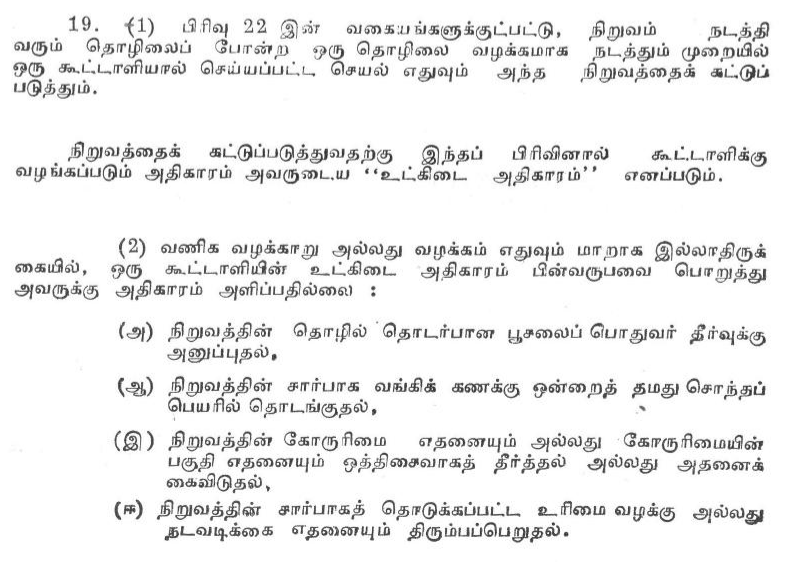 19. (1) பிரிவு 22 இன் வகையங்களுக்குட்பட்டு, நிறுவம் நடத்தி
வரும் தொழிலைப் போன்ற ஒரு தொழிலை வழக்கமாக நடத்தும் முறையில்
ஒரு கூட்டாளியால் செய்யப்பட்ட செயல் எதுவும் அந்த நிறுவத்தைக் கட்டுப்
படுத்தும்.
நிறுவத்தைக் கட்டுப்படுத்துவதற்கு இந்தப் பிரிவினால் கூட்டாளிக்கு
வழங்கப்படும் அதிகாரம் அவருடைய ‘‘உட்கிடை அதிகாரம்’’ எனப்படும்.
(2) வணிக வழக்காறு அல்லது வழக்கம் எதுவும் மாறாக இல்லாதிருக்
கையில், ஒரு கூட்டாளியின் உட்கிடை அதிகாரம் பின்வருபவை பொறுத்து
அவருக்கு அதிகாரம் அளிப்பதில்லை :
(அ) நிறுவத்தின் தொழில் தொடர்பான பூசலைப் பொதுவர் தீர்வுக்கு
அனுப்புதல்,
(ஆ) நிறுவத்தின் சார்பாக வங்கிக் கணக்கு ஒன்றைத் தமது சொந்தப்
பெயரில் தொடங்குதல்,
(இ) நிறுவத்தின் கோருரிமை எதனையும் அல்லது கோருரிமையின்
பகுதி எதனையும் ஒத்திசைவாகத் தீர்த்தல் அல்லது அதனைக்
கைவிடுதல்,
(ஈ) நிறுவத்தின் சார்பாகத் தொடுக்கப்பட்ட உரிமை வழக்கு அல்லது
நடவடிக்கை எதனையும் திரும்பப்பெறுதல்.